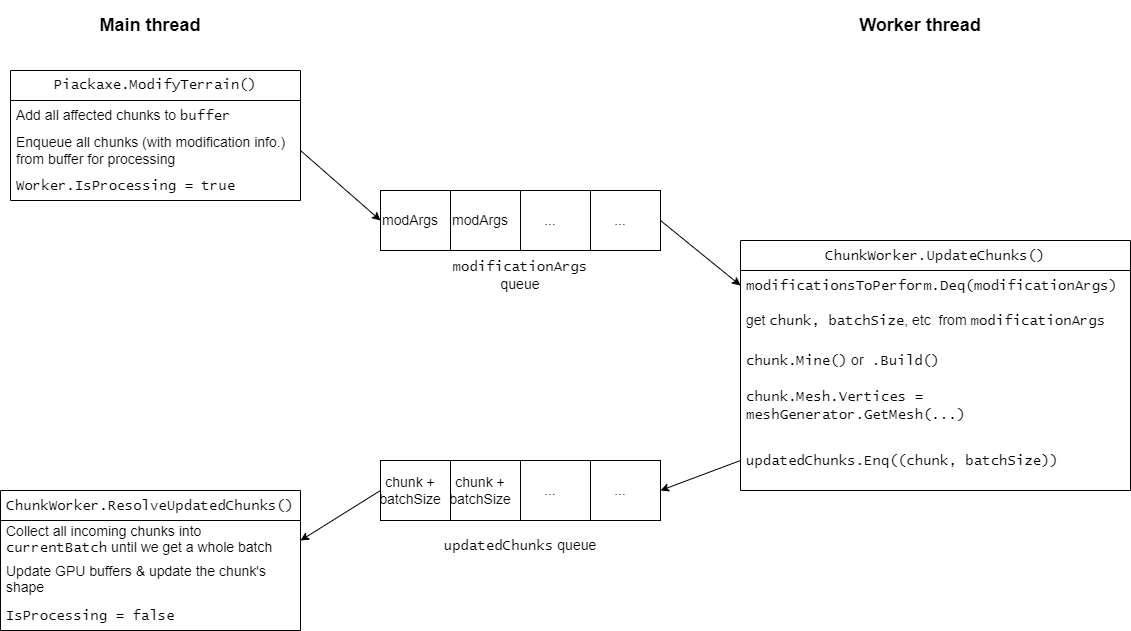 Main thread
Worker thread
Piackaxe.ModifyTerrain()
Add all affected chunks to buffer
Enqueue all chunks (with modification info.)
from buffer for processing
Worker.IsProcessing = true
modArgs
modArgs
...
...
modificationArgs
queue
ChunkWorker.UpdateChunks()
modificationsToPerform.Deq(modificationArgs)
get chunk, batchSize, etc from modificationArgs
chunk.Mine() or .Build()
chunk.Mesh.Vertices =
meshGenerator.GetMesh(...)
updatedChunks.Enq((chunk, batchSize))
chunk +
batchSize
chunk +
batchSize
...
...
updatedChunks queue
ChunkWorker.ResolveUpdatedChunks()
Collect all incoming chunks into
currentBatch until we get a whole batch
Update GPU buffers & update the chunk's
shape
IsProcessing = false